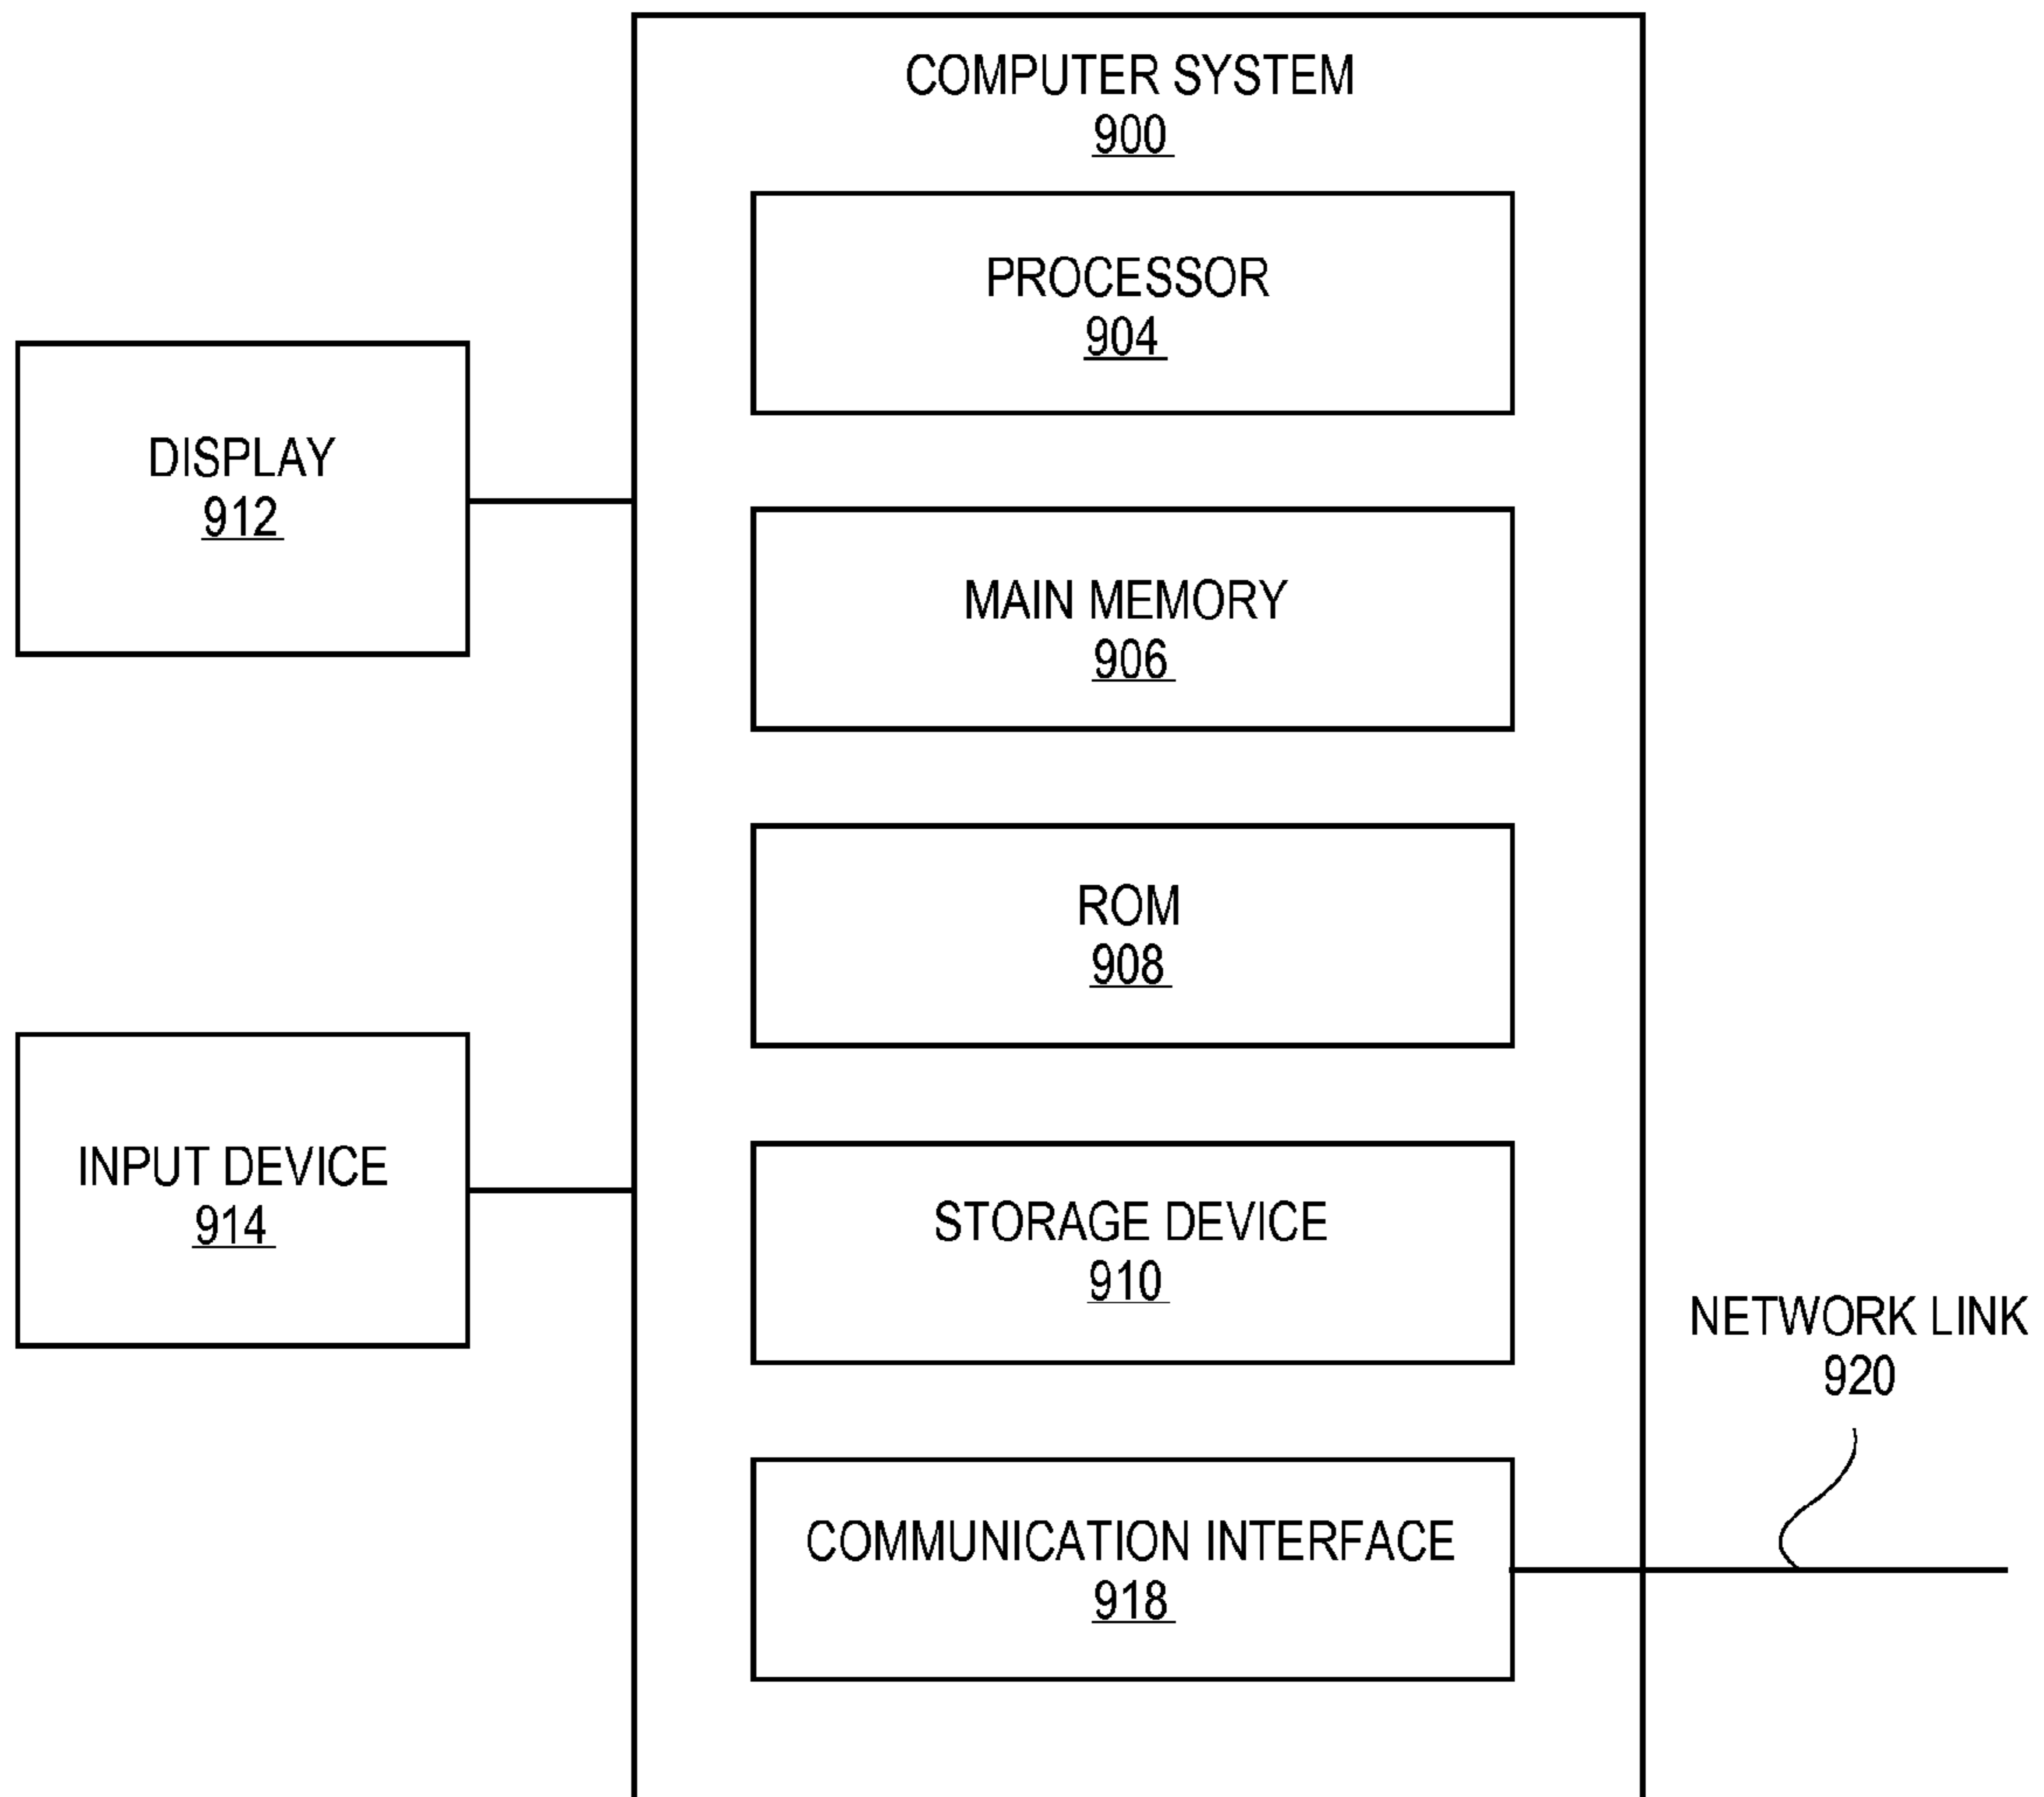 COMPUTER SYSTEM
900
PROCESSOR
904
DISPLAY
912
MAIN MEMORY
906
ROM
908
INPUT DEVICE
914
STORAGE DEVICE
910
NETWORK LINK
920
COMMUNICATION INTERFACE
918